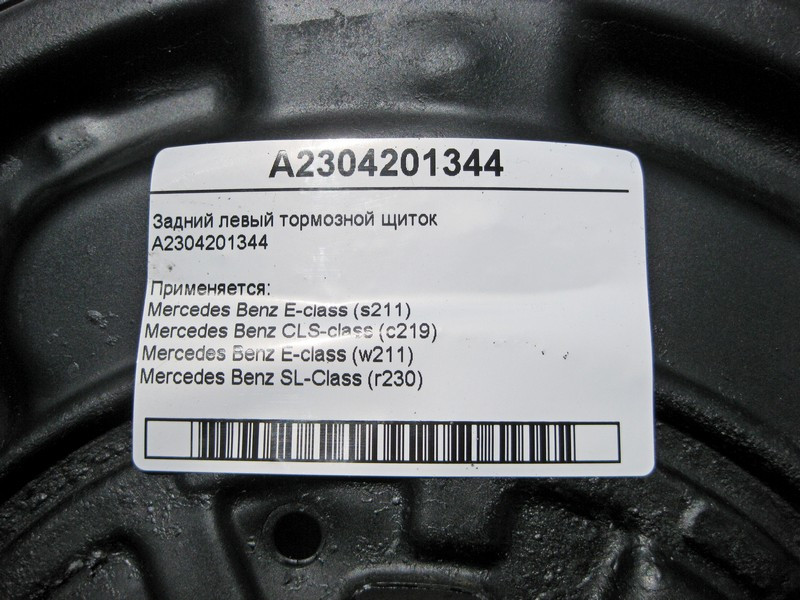 A2304201344
Задний левый тормозной щиток
A2304201344
Применяется:
Mercedes Benz E-class (s211)
Mercedes Benz CLS-class (c219)
Mercedes Benz E-class (w211)
Mercedes Benz SL-Class (r230)